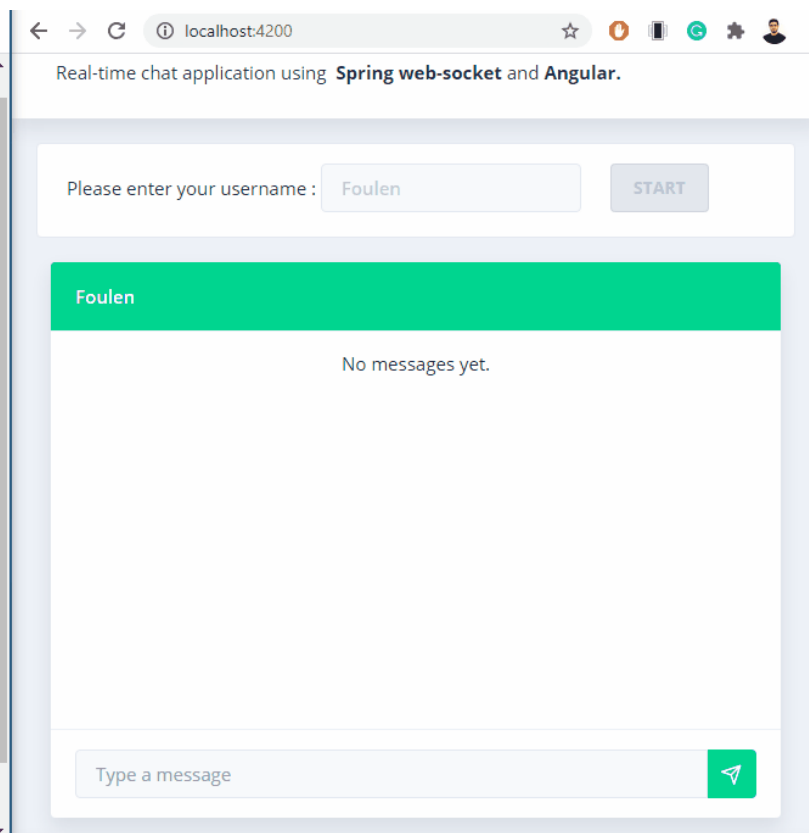 localhost:4200
Real-time chat application using Spring web-socket and Angular.
Please enter your username : Foulen START
Foulen
No messages yet.
Type a message